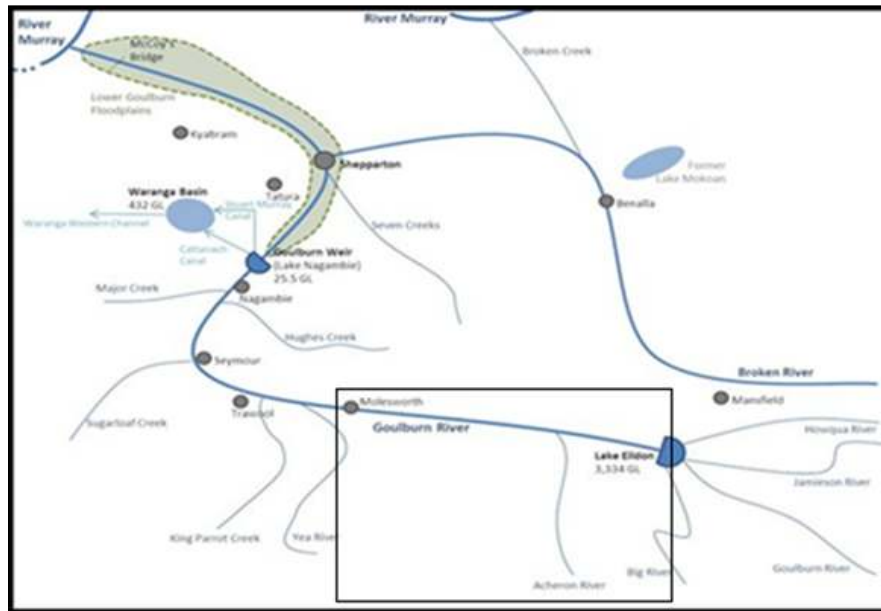 River
Murray
River Murray
McCoy's
Bridge
Broken Creek
Lower Goulburn
Floodplains
Kyabram
Shepparton
Former
Lake Mokoan
Tatura
Waranga Basin
432 GL
Stuart Murray
Canal
Benalla
Waranga Western Channel
Seven Creeks
Cattanach
Canal
Goulburn Weir
(Lake Nagambie)
25.5 GL
Major Creek
Nagambie
Hughes Creek
Seymour
Broken River
Mansfield
Molesworth
Trawool
Sugarloaf Creek
Goulburn River
Howqua River
Lake Eildon
3,334 GL
Jamieson River
King Parrot Creek
Yea River
Acheron River
Big River
Goulburn River